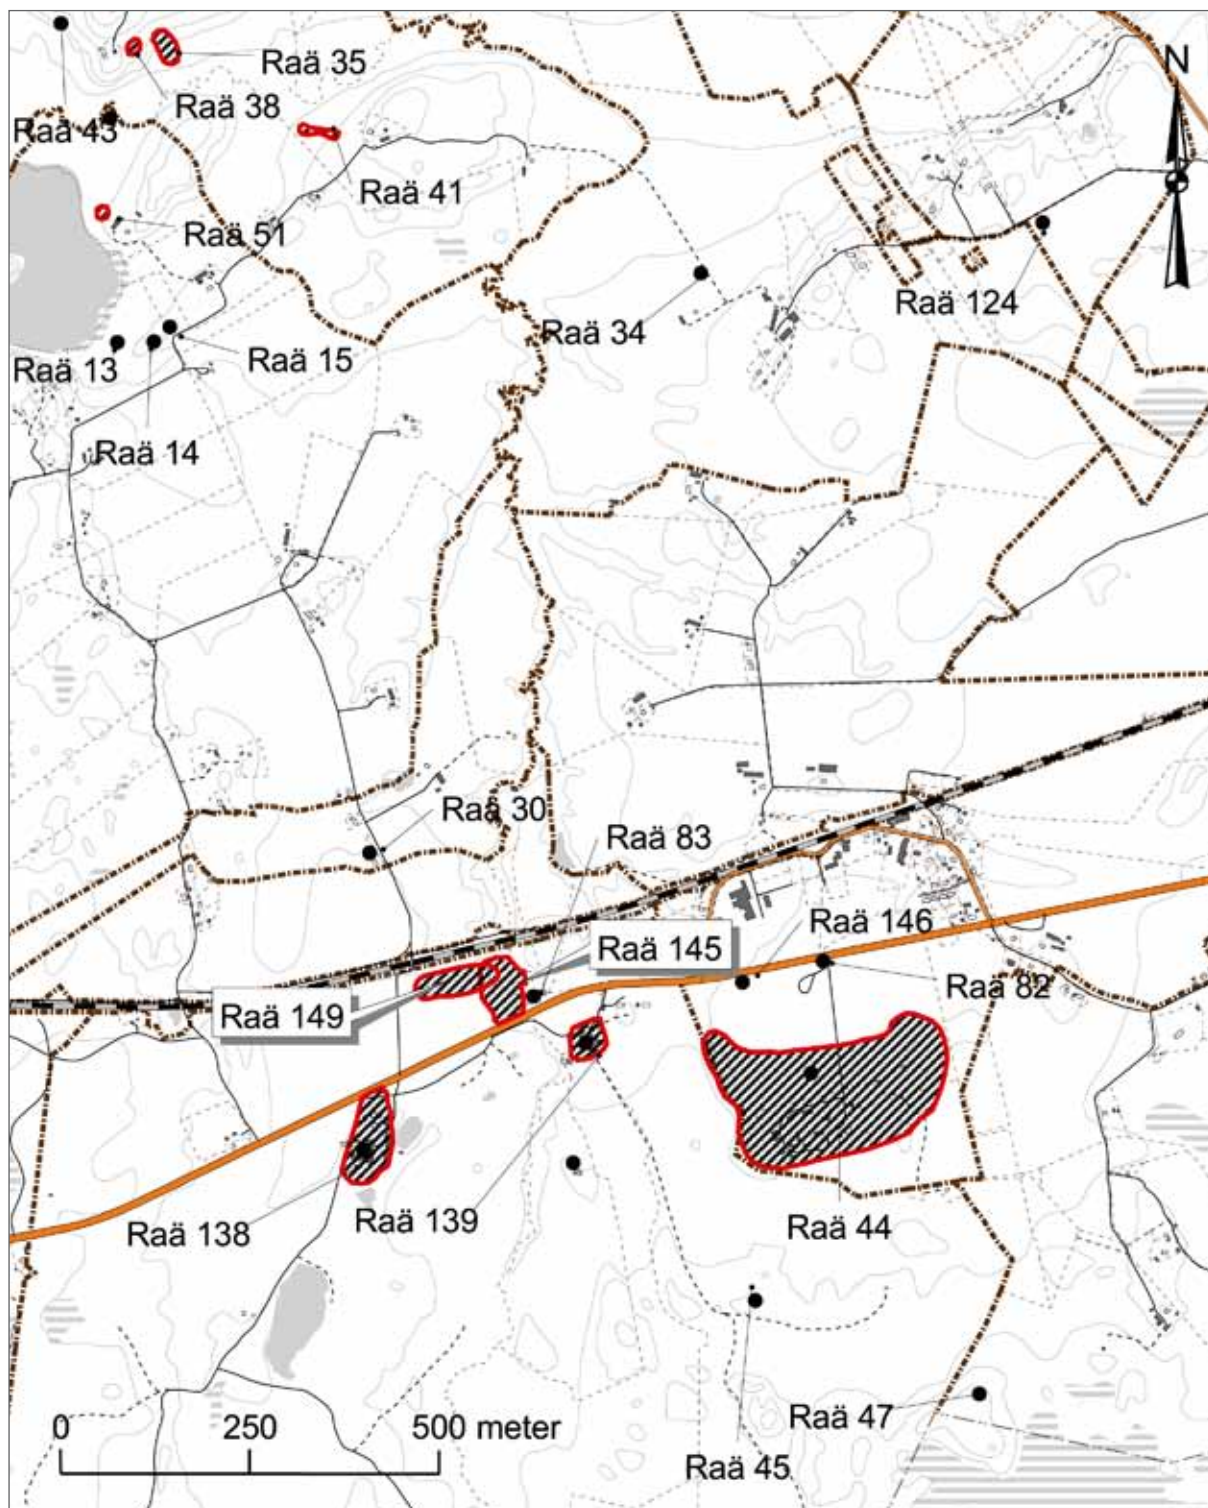 Raä 35
N
Raä 38
Raä 43
Raä 41
Raä 51
Raä 124
Raä 34
Raä 15
Raä 13
Raä 14
Raä 30
Raä 83
Raä 146
Raä 145
Raä 82
Raä 149
Raä 139
Raä 44
Raä 138
Raä 47
0 250 500 meter
Raä 45